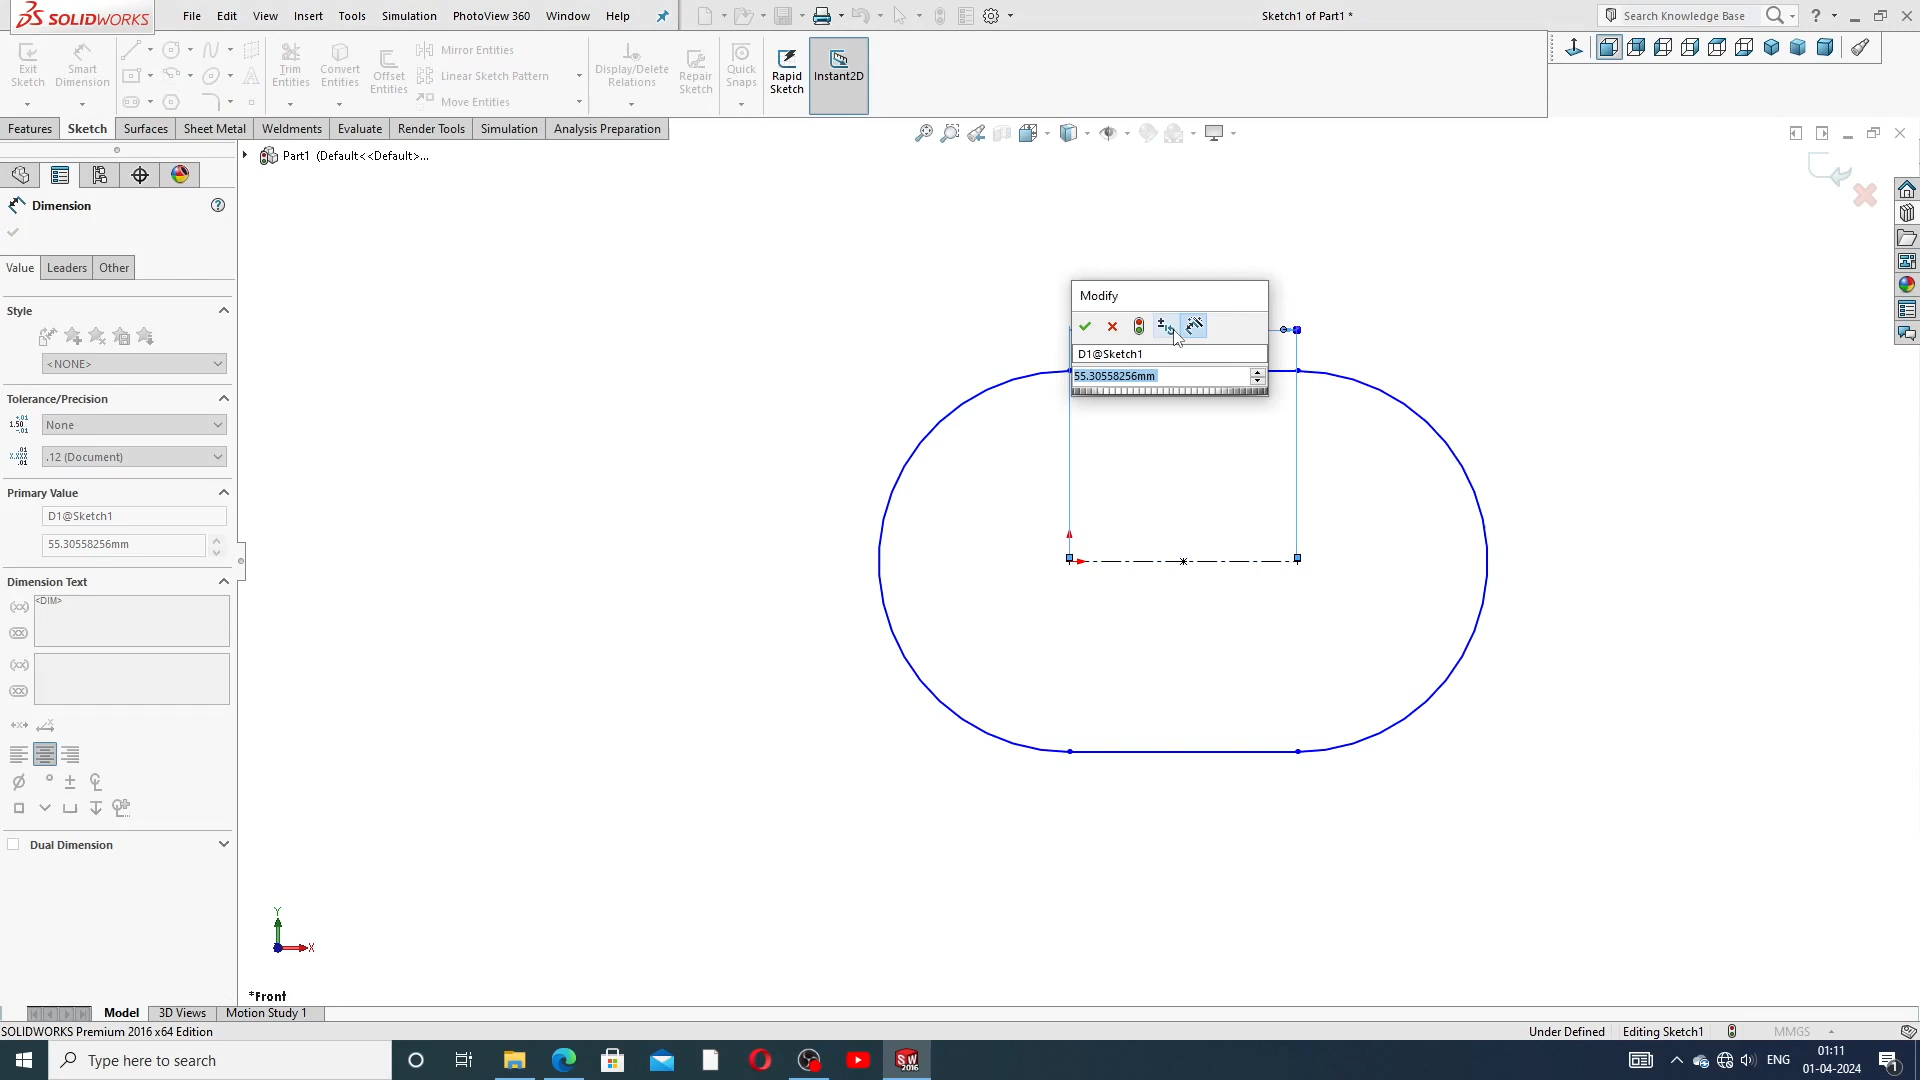 SOLIDWORKS File Edit View Insert Tools Simulation PhotoView 360 Window Help Sketch1 of Part1 * Search Knowledge Base ?
Exit Sketch Smart Dimension Trim Entities Convert Entities Offset Entities Mirror Entities Linear Sketch Pattern Move Entities Display/Delete Relations Repair Sketch Quick Snaps Rapid Sketch Instant2D
Features Sketch Surfaces Sheet Metal Weldments Evaluate Render Tools Simulation Analysis Preparation
Part1 (Default<<Default>...
Dimension
Value Leaders Other
Style
<NONE>
Tolerance/Precision
None
.12 (Document)
Primary Value
D1@Sketch1
55.30558256mm
Dimension Text
<DIM>
Dual Dimension
Modify
D1@Sketch1
55.30558256mm
Y
X
*Front
Model 3D Views Motion Study 1
SOLIDWORKS Premium 2016 x64 Edition Under Defined Editing Sketch1 MMGS
Type here to search ENG 01:11
01-04-2024